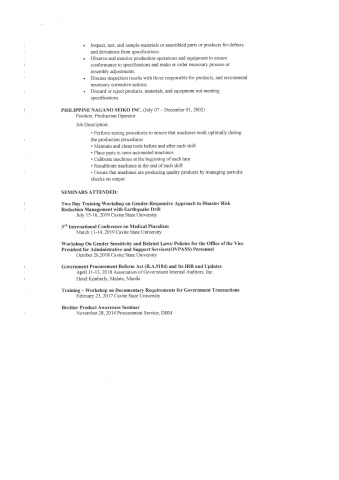 • Inspect, test, and sample materials or assembled parts or products for defects
and deviations from specifications.
• Observe and monitor production operations and equipment to ensure
conformance to specifications and make or order necessary process or
assembly adjustments
• Discuss inspection results with those responsible for products, and recommend
necessary corrective actions.
• Discard or reject products, materials, and equipment not meeting
specifications.
PHILIPPINE NAGANO SEIKO INC. (July 07 – December 01, 2002)
Position: Production Operator
Job Description:
• Perform testing procedures to ensure that machines work optimally during
the production procedures
• Maintain and clean tools before and after each shift
• Place parts in semi-automated machines
• Calibrate machines at the beginning of each turn
• Recalibrate machines at the end of each shift
• Ensure that machines are producing quality products by managing periodic
checks on output
SEMINARS ATTENDED:
Two Day Training Workshop on Gender-Responsive Approach to Disaster Risk
Reduction Management with Earthquake Drill
July 15-16, 2019 Cavite State University
3rd International Conference on Medical Pluralism
March 11-14, 2019 Cavite State University
Workshop On Gender Sensitivity and Related Laws/ Policies for the Office of the Vice
President for Administrative and Support Services(OVPASS) Personnel
October 26,2018 Cavite State University
Government Procurement Reform Act (R.A.9184) and Its IRR and Updates
April 11-13, 2018 Association of Government Internal Auditors, Inc.
Hotel Kimberly, Malate, Manila
Training – Workshop on Documentary Requirements for Government Transactions
February 23, 2017 Cavite State University
Brother Product Awareness Seminar
November 28, 2014 Procurement Service, DBM